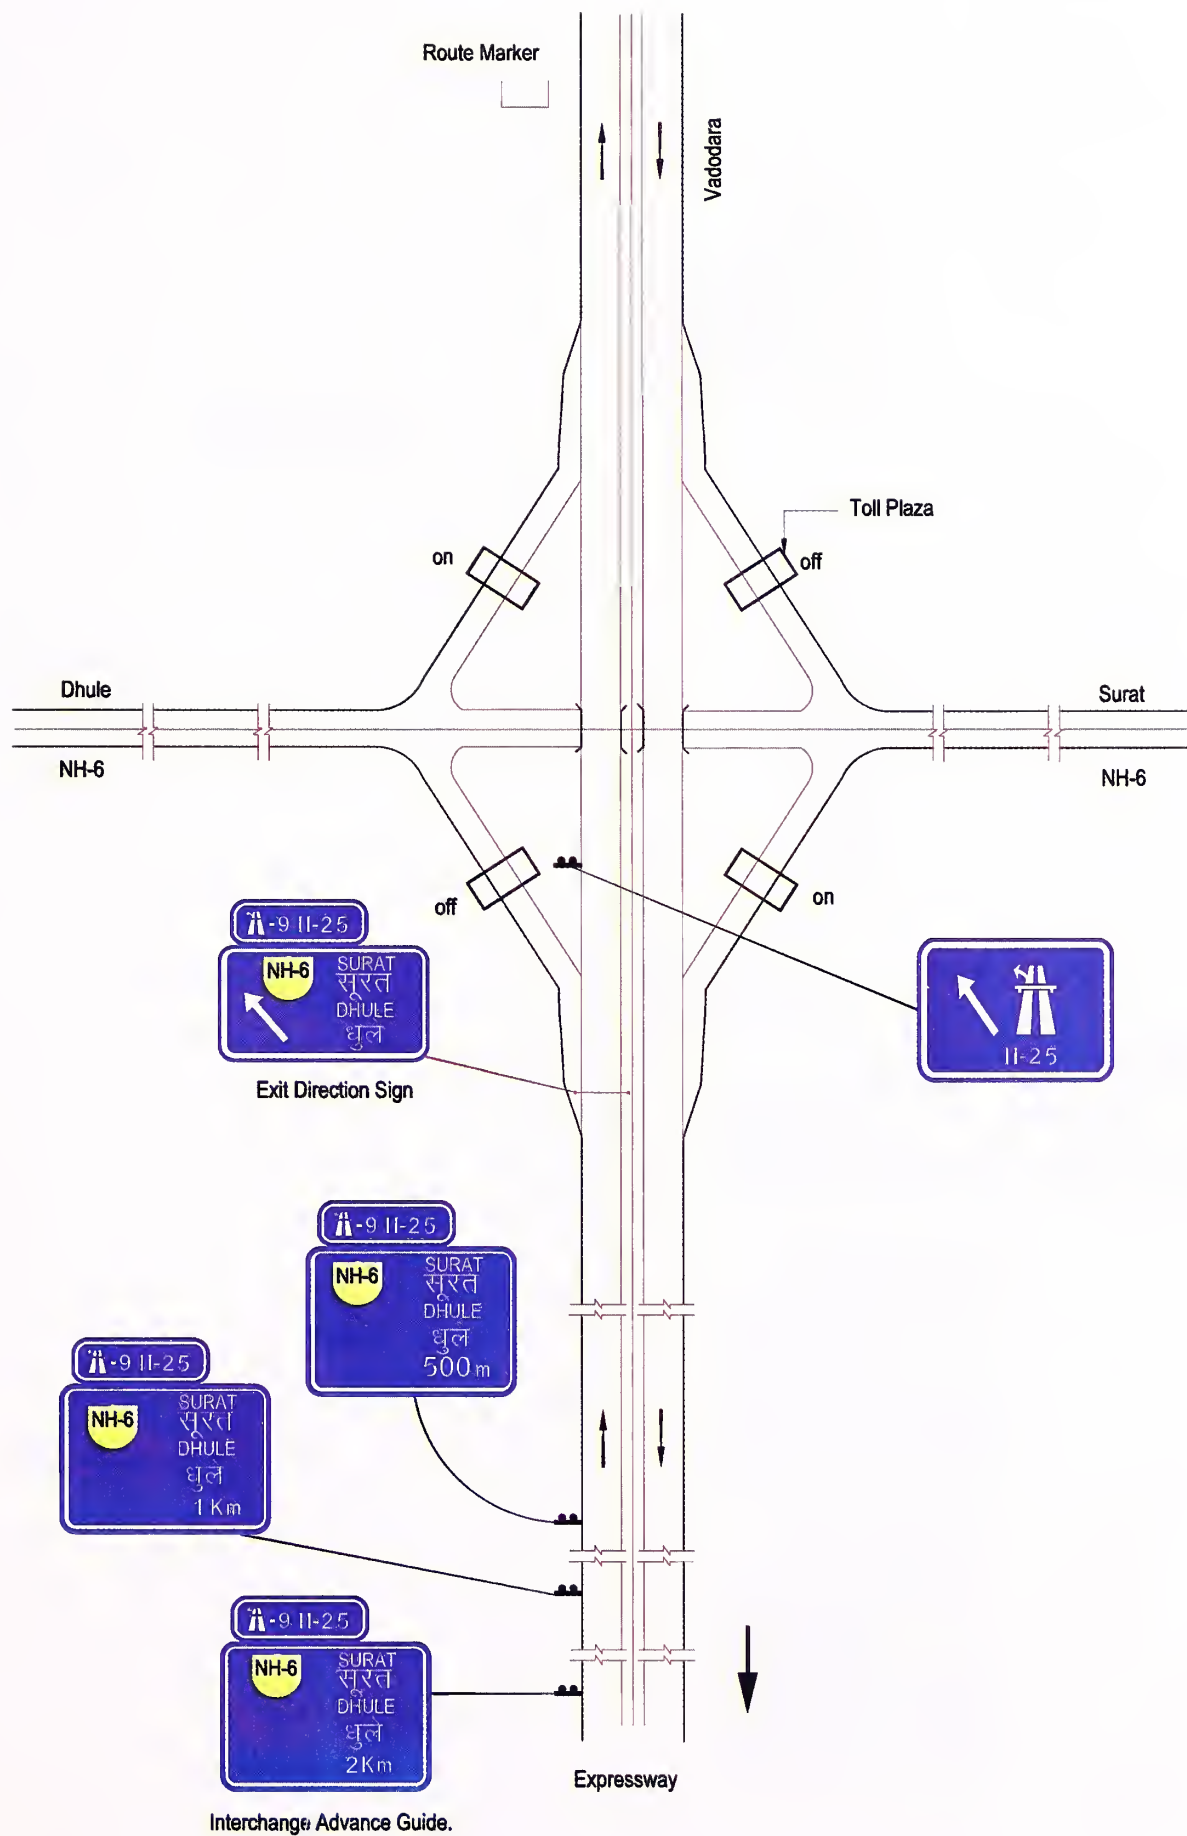 Route Marker
Vadodara
Toll Plaza
on
off
Dhule
Surat
NH-6
NH-6
off
on
-9 II-25
NH-6
SURAT
सूरत
DHULE
धुले
Exit Direction Sign
II-25
-9 II-25
NH-6
SURAT
सूरत
DHULE
धुले
500 m
-9 II-25
NH-6
SURAT
सूरत
DHULE
धुले
1 Km
-9 II-25
NH-6
SURAT
सूरत
DHULE
धुले
2 Km
Expressway
Interchange Advance Guide.